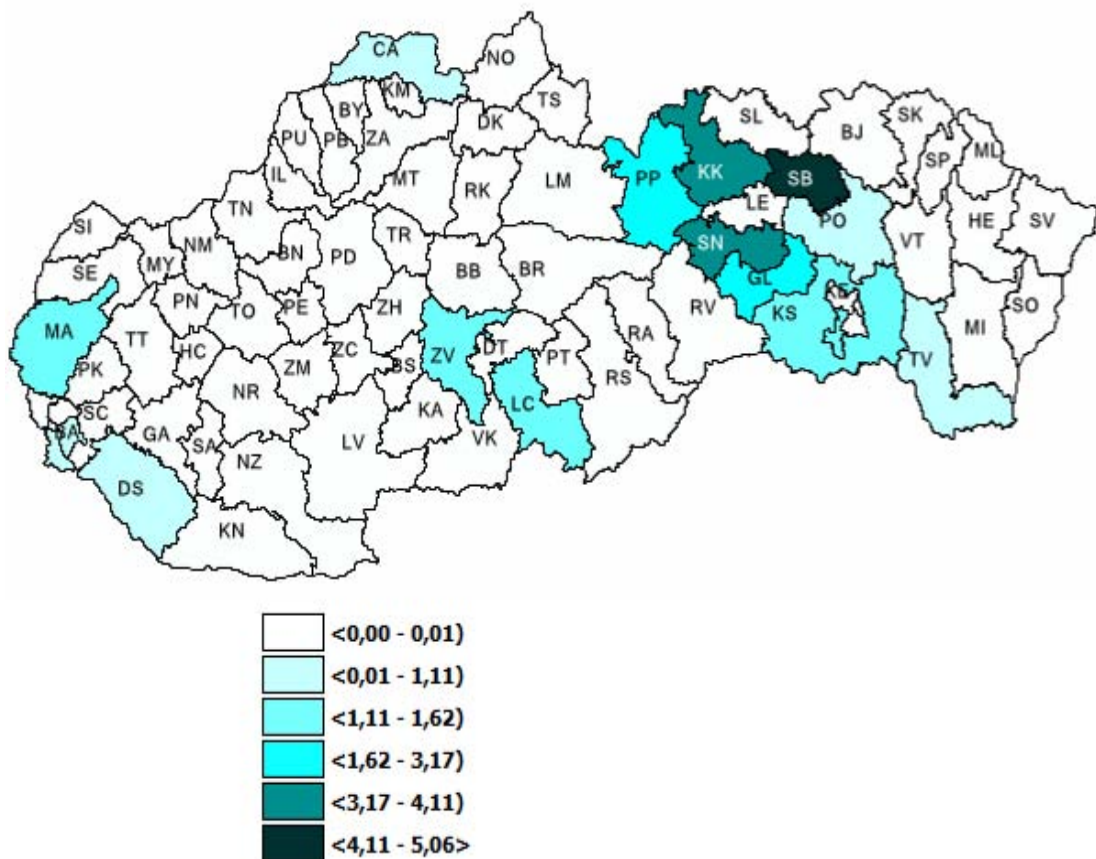 CA
NO
KM
TS
BY
PU
PB
ZA
DK
SL
BJ
SK
SP
ML
IL
MT
RK
LM
PP
KK
SB
LE
PO
HE
SV
TN
SI
NM
MY
SE
BN
PD
TR
BB
BR
SN
GL
VT
MA
PN
TO
PE
ZH
RV
KS
KE
SO
MI
TT
HC
ZM
ZC
BS
ZV
DT
PT
RA
RS
TV
PK
SC
NR
KA
LC
BA
GA
SA
NZ
LV
VK
DS
KN
<0,00 - 0,01)
<0,01 - 1,11)
<1,11 - 1,62)
<1,62 - 3,17)
<3,17 - 4,11)
<4,11 - 5,06>